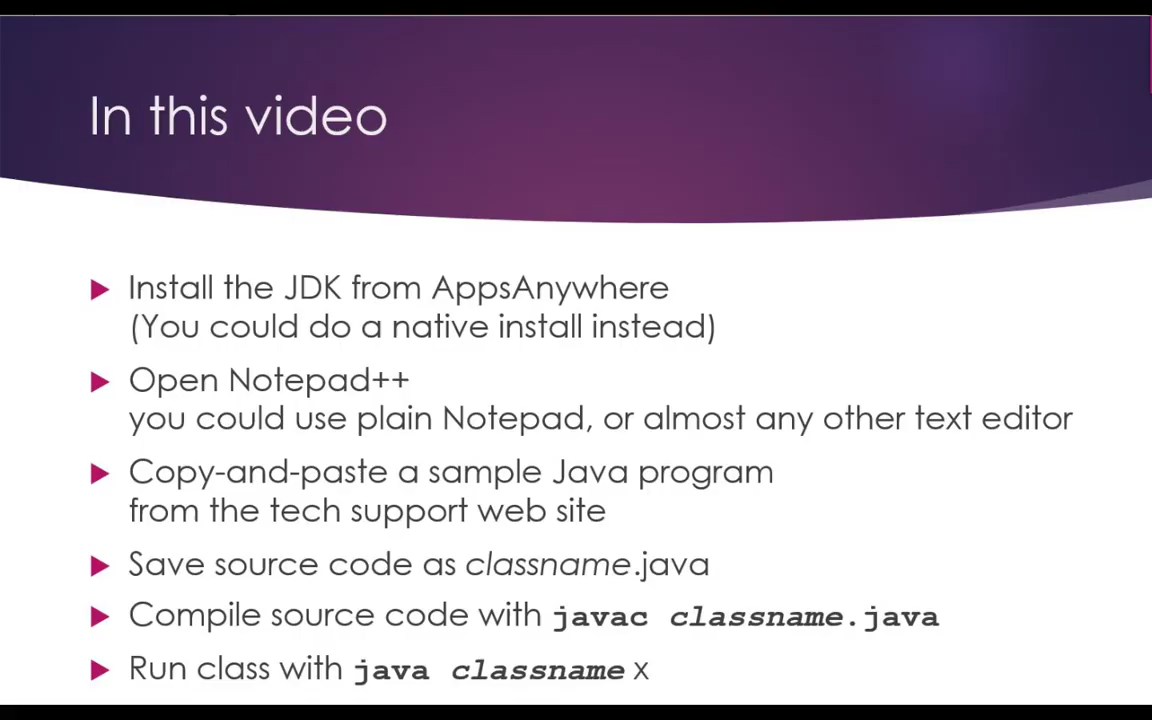 In this video
Install the JDK from AppsAnywhere
(You could do a native install instead)
Open Notepad++
you could use plain Notepad, or almost any other text editor
Copy-and-paste a sample Java program
from the tech support web site
Save source code as classname.java
Compile source code with javac classname.java
Run class with java classname x